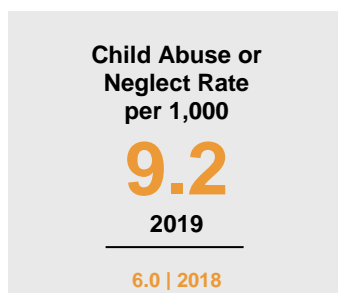 Child Abuse or
Neglect Rate
per 1,000
9.2
2019
6.0 | 2018